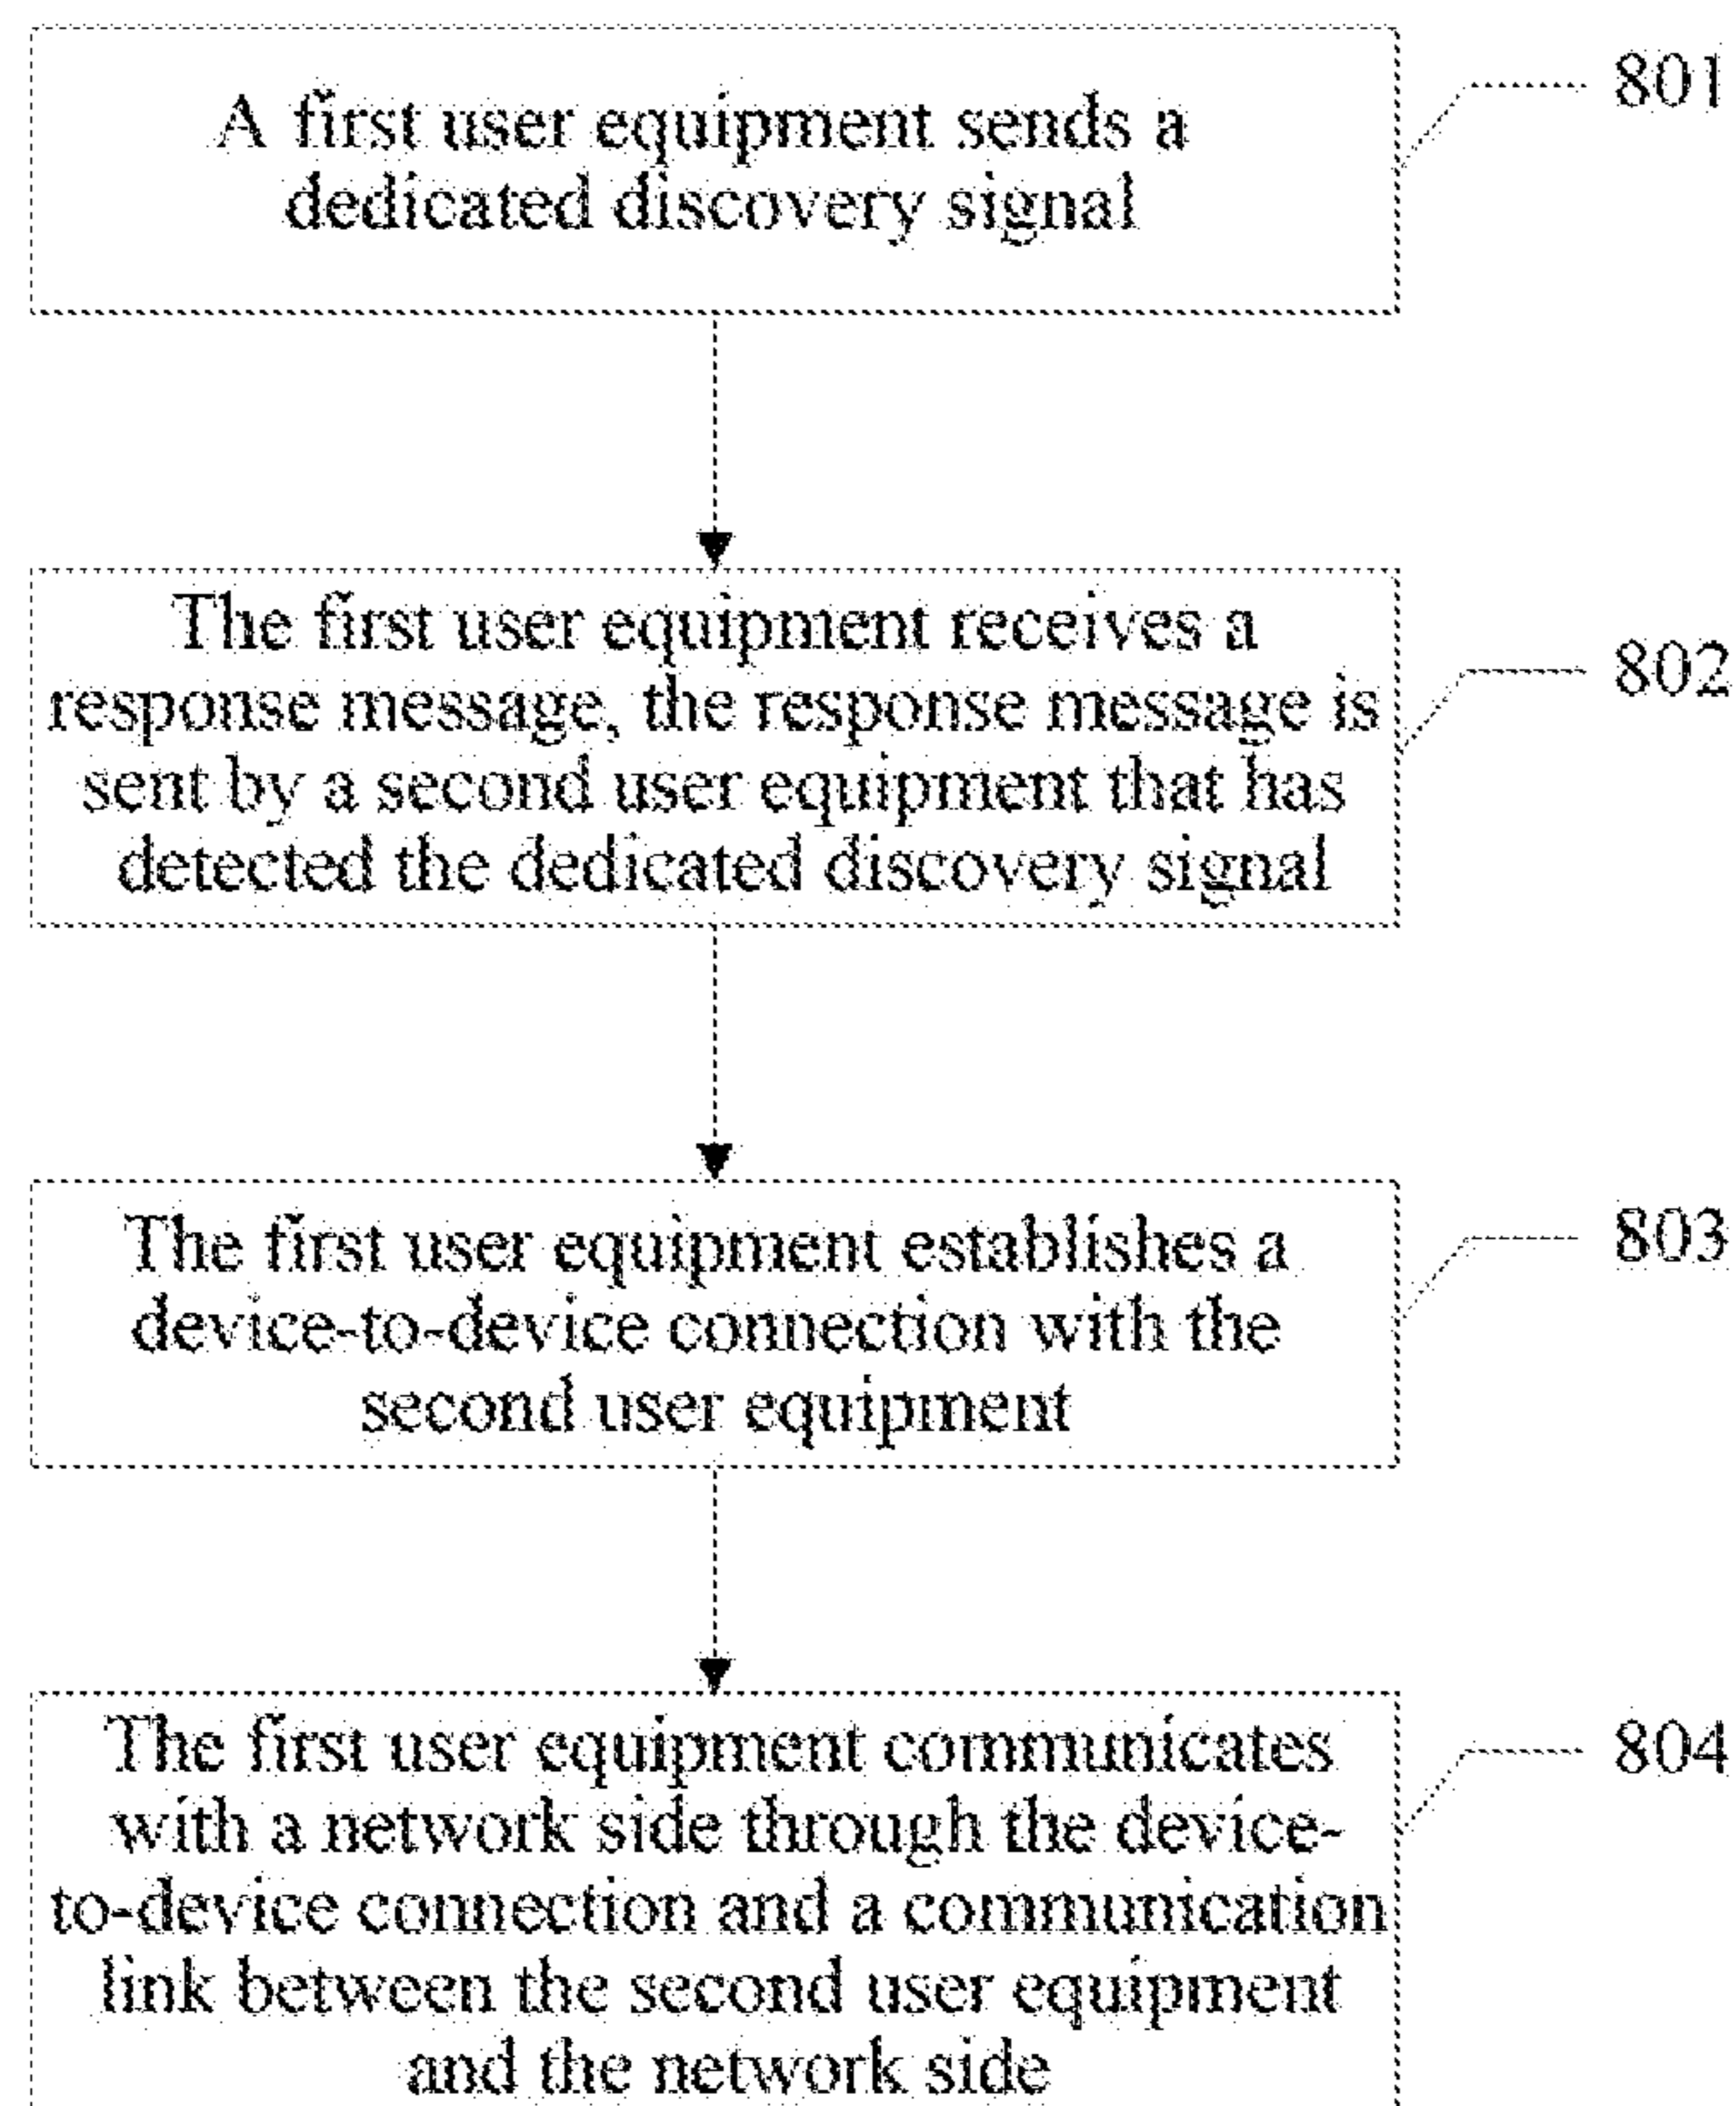 A first user equipment sends a
dedicated discovery signal
801
The first user equipment receives a
response message, the response message is
sent by a second user equipment that has
detected the dedicated discovery signal
802
The first user equipment establishes a
device-to-device connection with the
second user equipment
803
The first user equipment communicates
with a network side through the device-
to-device connection and a communication
link between the second user equipment
and the network side
804